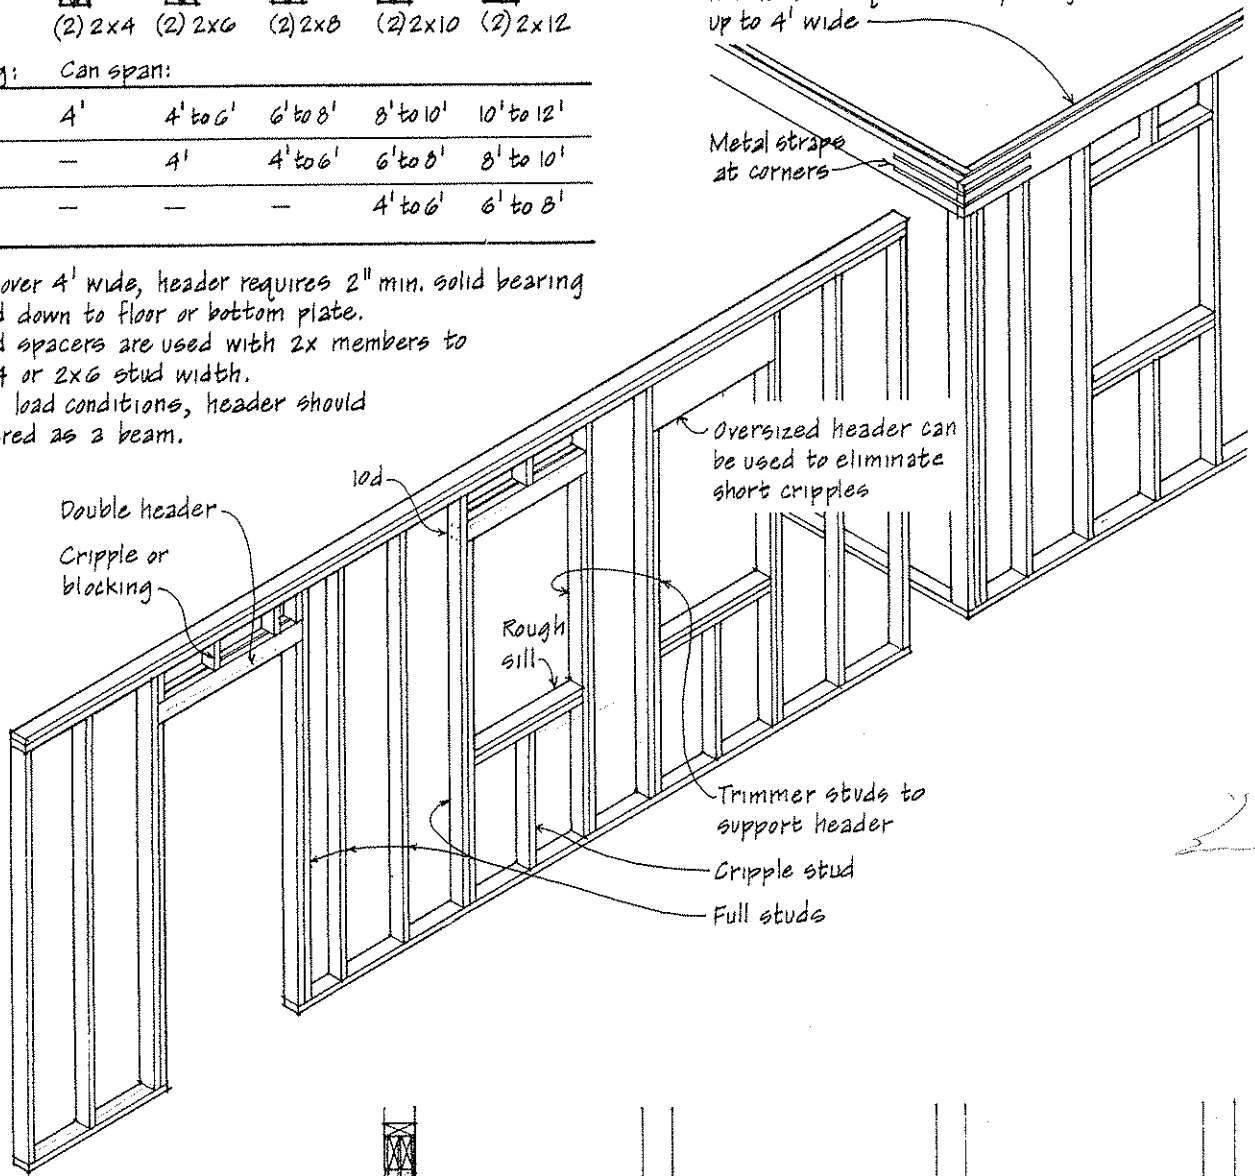 (2) 2x4 (2) 2x6 (2) 2x8 (2) 2x10 (2) 2x12
Can span:
4' 4' to 6' 6' to 8' 8' to 10' 10' to 12'
— 4' 4' to 6' 6' to 8' 8' to 10'
— — — 4' to 6' 6' to 8'
over 4' wide, header requires 2" min. solid bearing
down to floor or bottom plate.
spacers are used with 2x members to
or 2x6 stud width.
load conditions, header should
as a beam.
up to 4' wide
Metal straps
at corners
Oversized header can
be used to eliminate
short cripples
10d
Double header
Cripple or
blocking
Rough
sill
Trimmer studs to
support header
Cripple stud
Full studs